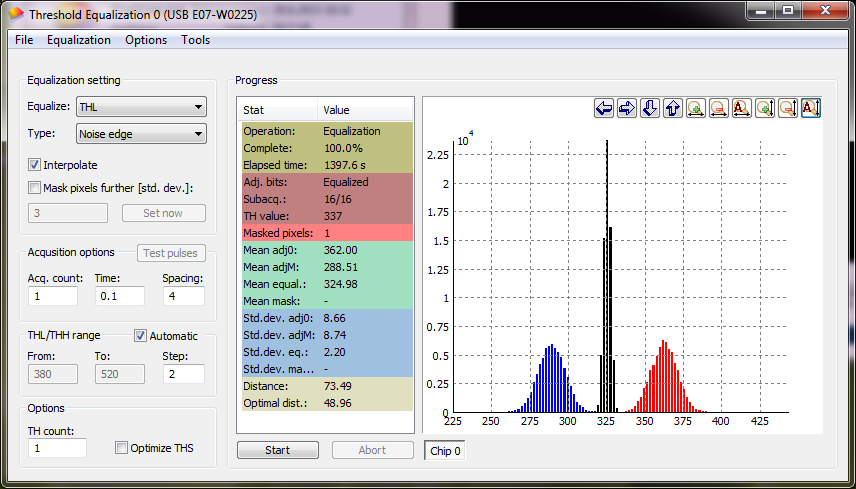 Threshold Equalization 0 (USB E07-W0225)
File Equalization Options Tools
Equalization setting
Equalize: THL
Type: Noise edge
Interpolate
Mask pixels further [std. dev.]:
3 Set now
Acqusition options Test pulses
Acq. count: Time: Spacing:
1 0.1 4
THL/THH range Automatic
From: To: Step:
380 520 2
Options
TH count:
1 Optimize THS
Progress
Stat Value
Operation: Equalization
Complete: 100.0%
Elapsed time: 1397.6 s
Adj. bits: Equalized
Subacq.: 16/16
TH value: 337
Masked pixels: 1
Mean adj0: 362.00
Mean adjM: 288.51
Mean equal.: 324.98
Mean mask: -
Std.dev. adj0: 8.66
Std.dev. adjM: 8.74
Std.dev. eq.: 2.20
Std.dev. ma... -
Distance: 73.49
Optimal dist.: 48.96
Start Abort
A A
10^4
2.25
2
1.75
1.5
1.25
1
0.75
0.5
0.25
0
225 250 275 300 325 350 375 400 425
Chip 0